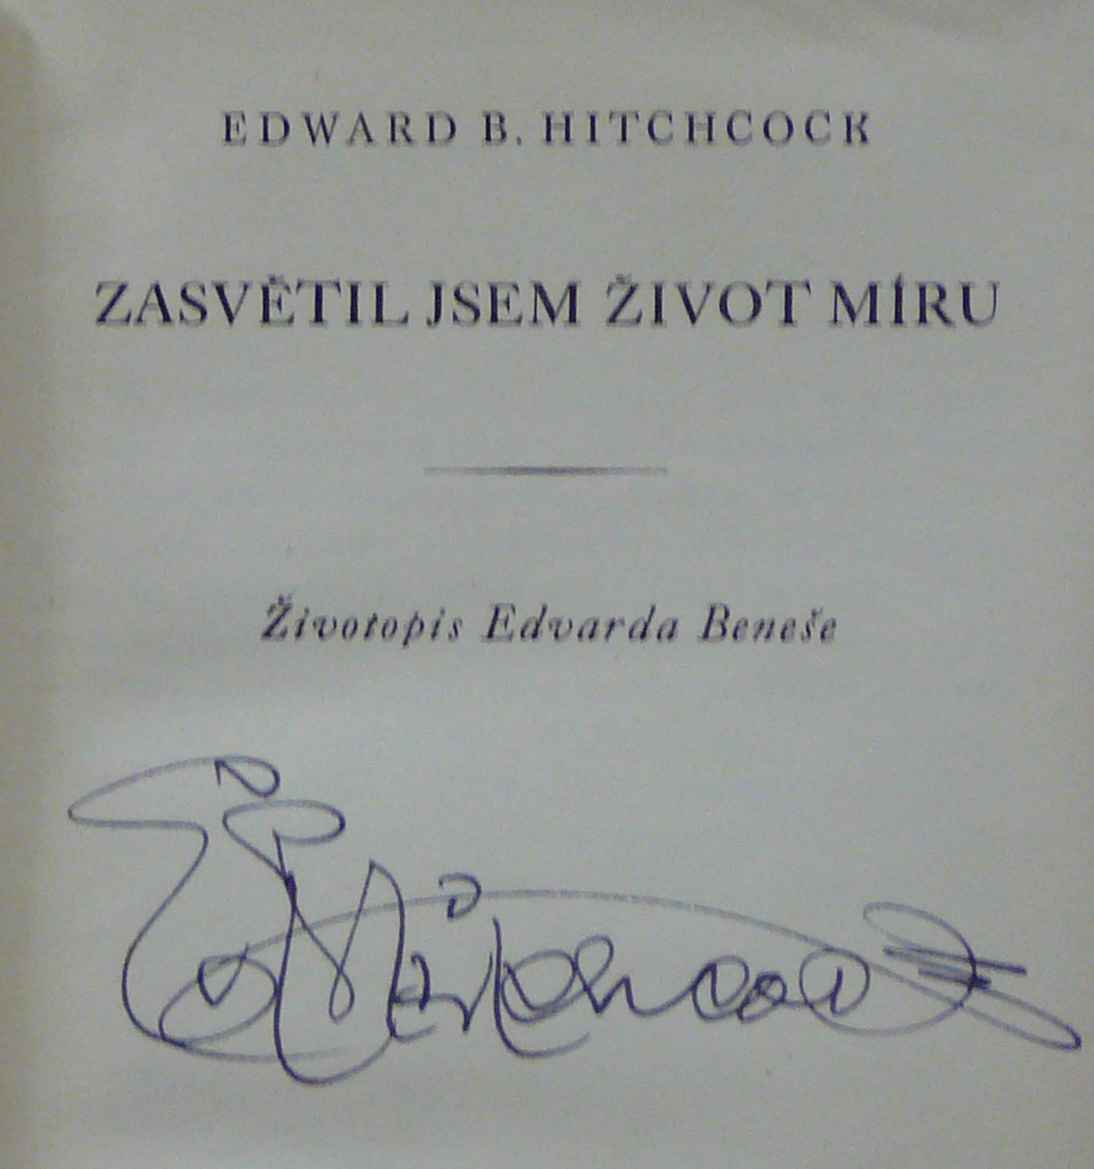 EDWARD B. HITCHCOCK
ZASVĚTIL JSEM ŽIVOT MÍRU
Životopis Edvarda Beneše